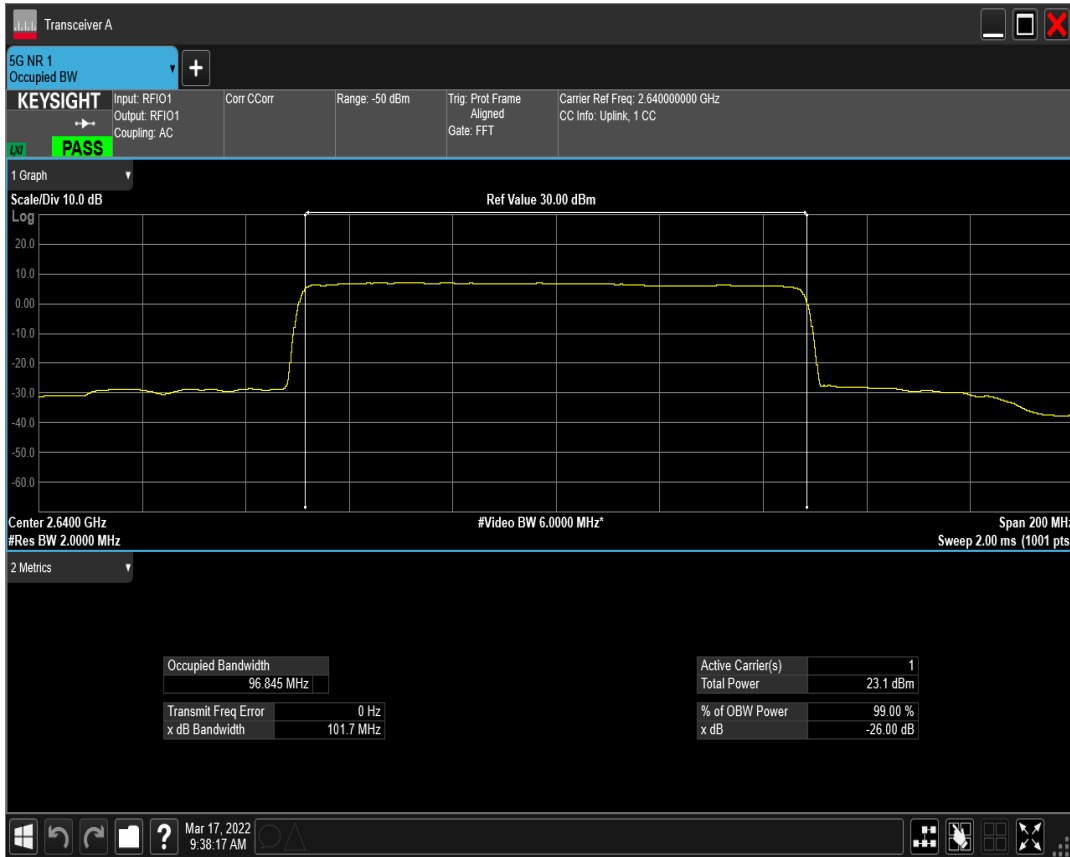 Transceiver A
5G NR 1
Occupied BW
+
KEYSIGHT
LXI
PASS
Input: RFIO1
Output: RFIO1
Coupling: AC
Corr CCorr
Range: -50 dBm
Trig: Prot Frame
Aligned
Gate: FFT
Carrier Ref Freq: 2.640000000 GHz
CC Info: Uplink, 1 CC
1 Graph
Scale/Div 10.0 dB
Ref Value 30.00 dBm
Log
20.0
10.0
0.00
-10.0
-20.0
-30.0
-40.0
-50.0
-60.0
Center 2.6400 GHz
#Video BW 6.0000 MHz*
Span 200 MHz
#Res BW 2.0000 MHz
Sweep 2.00 ms (1001 pts
2 Metrics
Occupied Bandwidth
96.845 MHz
Transmit Freq Error 0 Hz
x dB Bandwidth 101.7 MHz
Active Carrier(s) 1
Total Power 23.1 dBm
% of OBW Power 99.00 %
x dB -26.00 dB
?
Mar 17, 2022
9:38:17 AM